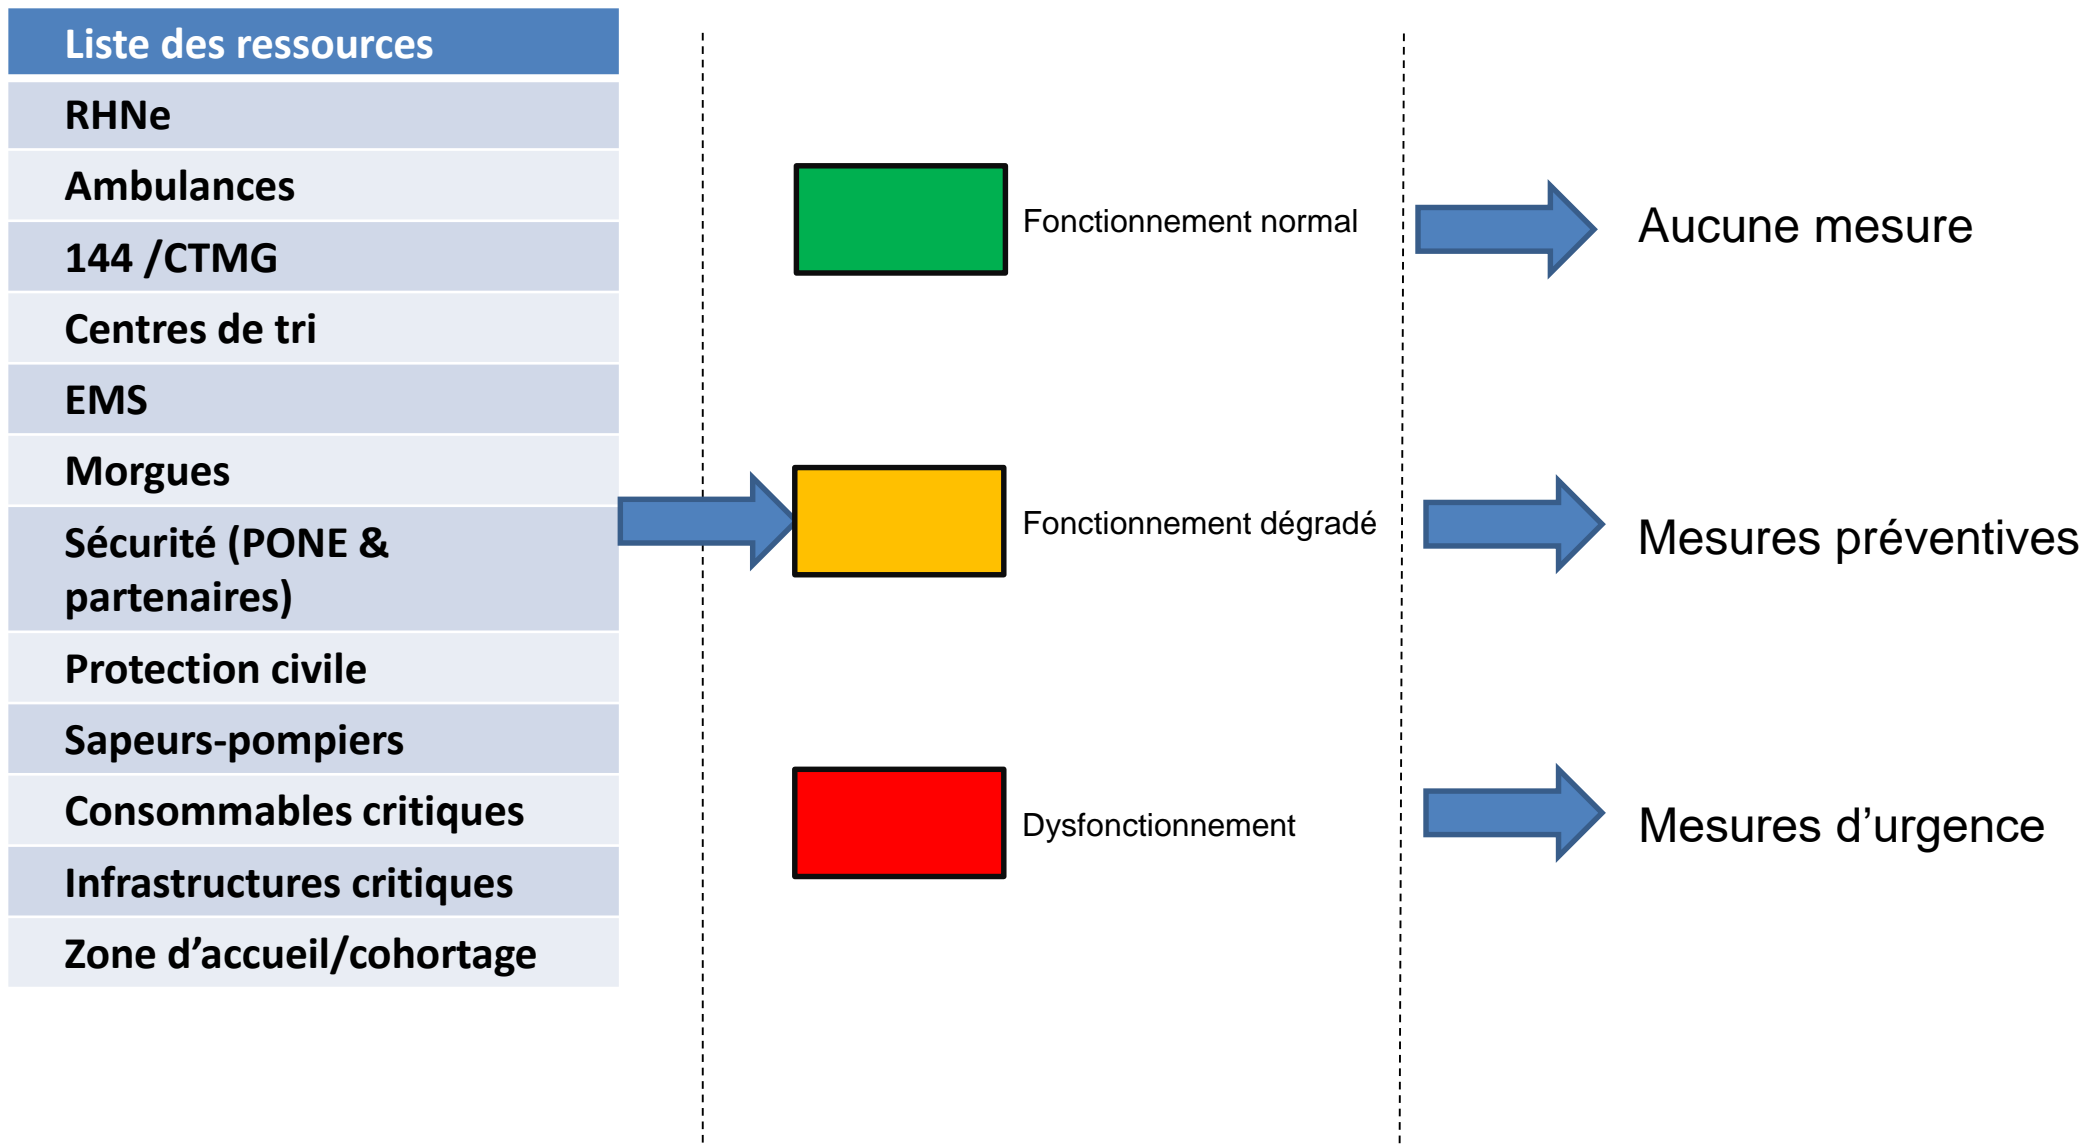 Liste des ressources
RHNe
Ambulances
144 /CTMG
Centres de tri
EMS
Morgues
Sécurité (PONE &
partenaires)
Protection civile
Sapeurs-pompiers
Consommables critiques
Infrastructures critiques
Zone d’accueil/cohortage
Fonctionnement normal
Fonctionnement dégradé
Dysfonctionnement
Aucune mesure
Mesures préventives
Mesures d’urgence